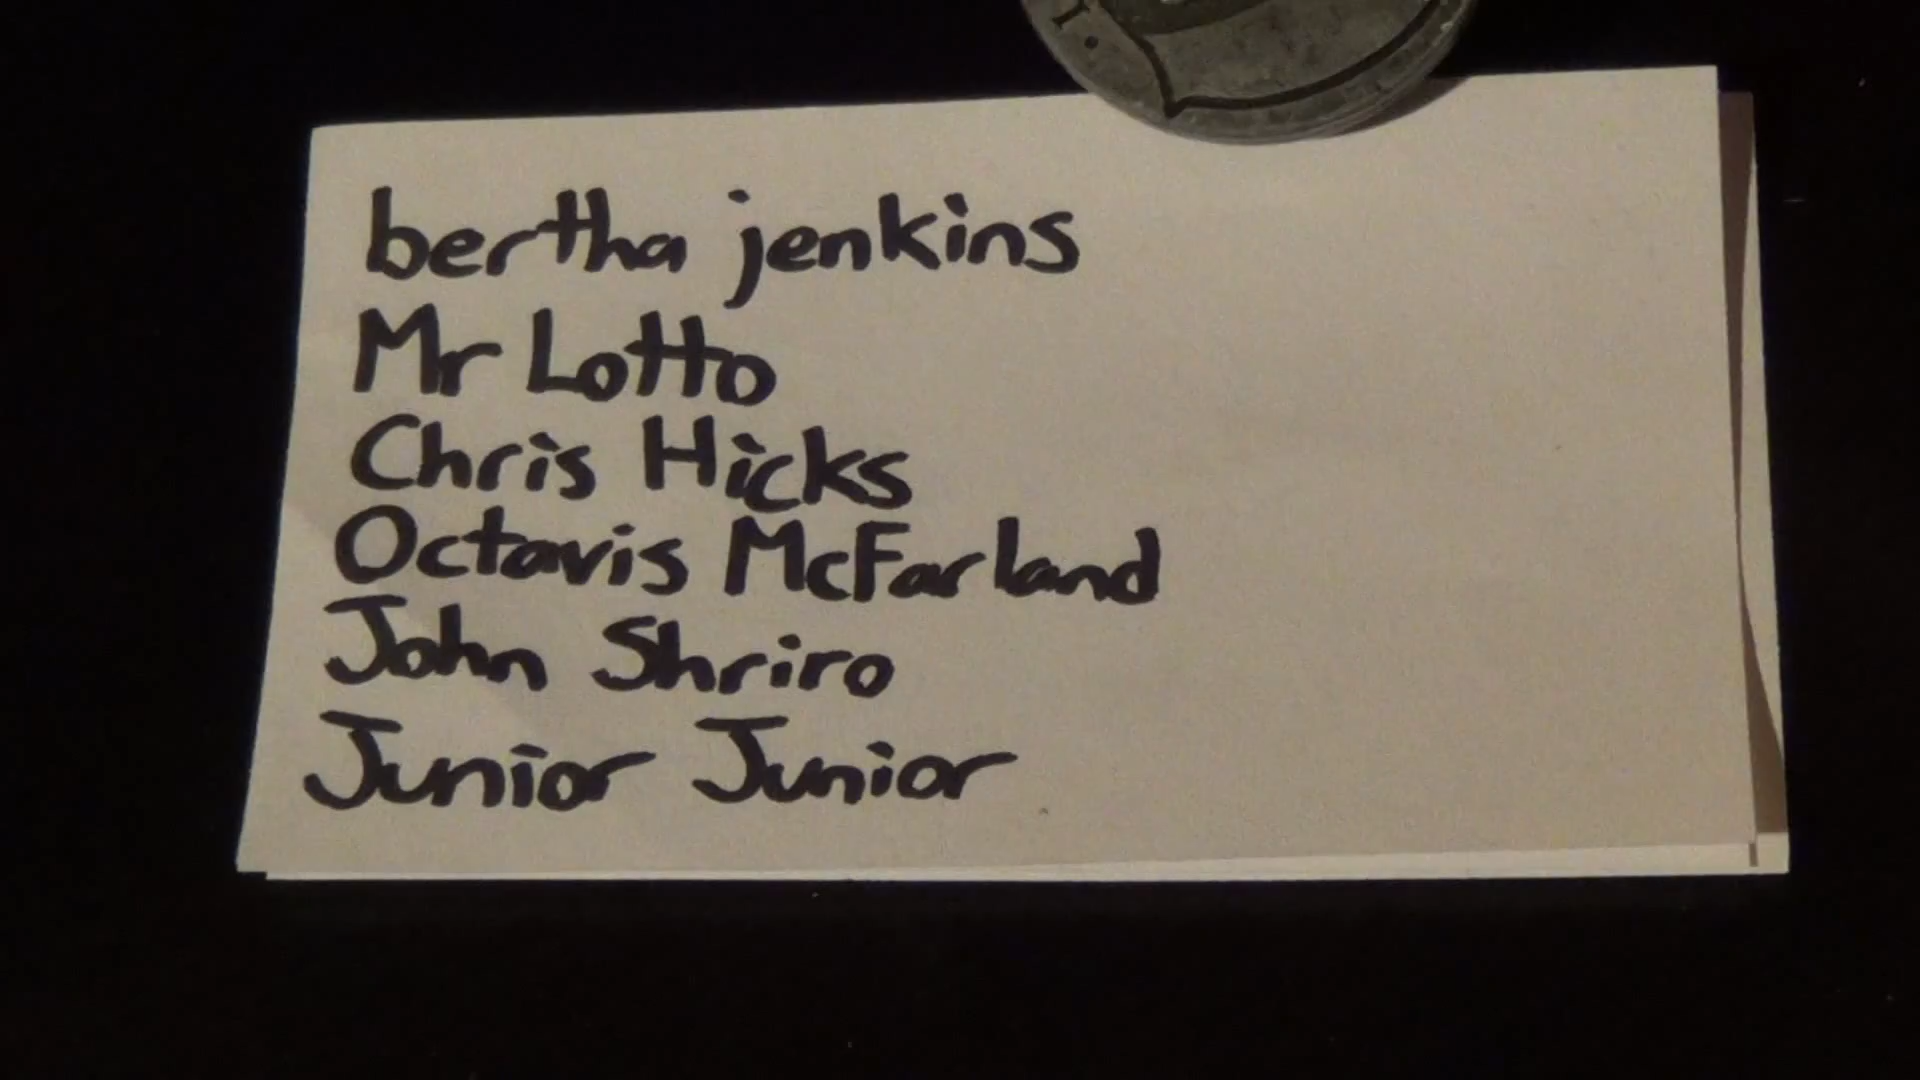 bertha jenkins
Mr Lotto
Chris Hicks
Octavis McFarland
John Shriro
Junior Junior